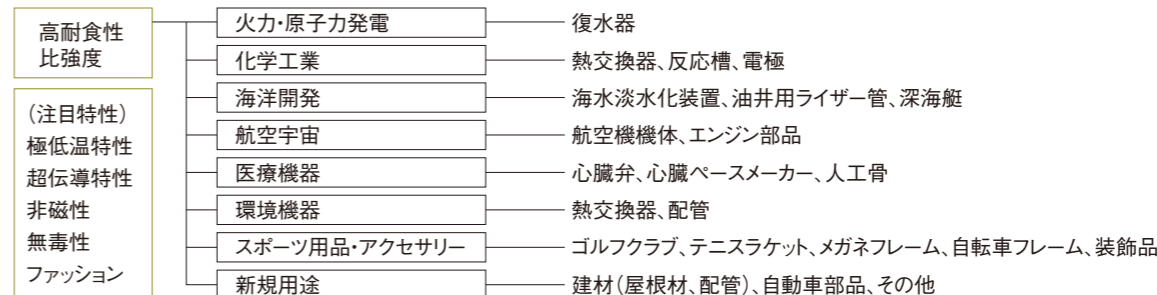 高耐食性
比強度
(注目特性)
極低温特性
超伝導特性
非磁性
無毒性
ファッション
火力・原子力発電 復水器
化学工業 熱交換器、反応槽、電極
海洋開発 海水淡水化装置、油井用ライザー管、深海艇
航空宇宙 航空機機体、エンジン部品
医療機器 心臓弁、心臓ペースメーカー、人工骨
環境機器 熱交換器、配管
スポーツ用品・アクセサリー ゴルフクラブ、テニスラケット、メガネフレーム、自転車フレーム、装飾品
新規用途 建材(屋根材、配管)、自動車部品、その他